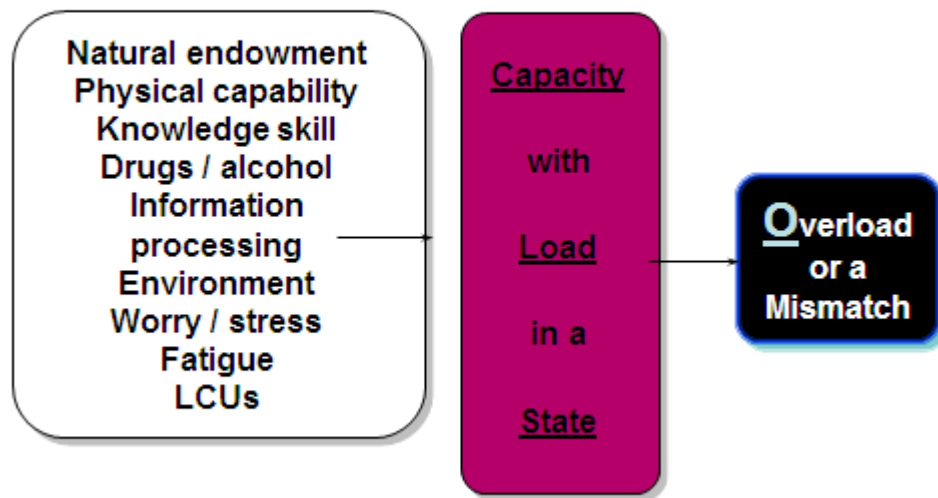 Natural endowment
Physical capability
Knowledge skill
Drugs / alcohol
Information
processing
Environment
Worry / stress
Fatigue
LCUs
Capacity
with
Load
in a
State
Overload
or a
Mismatch